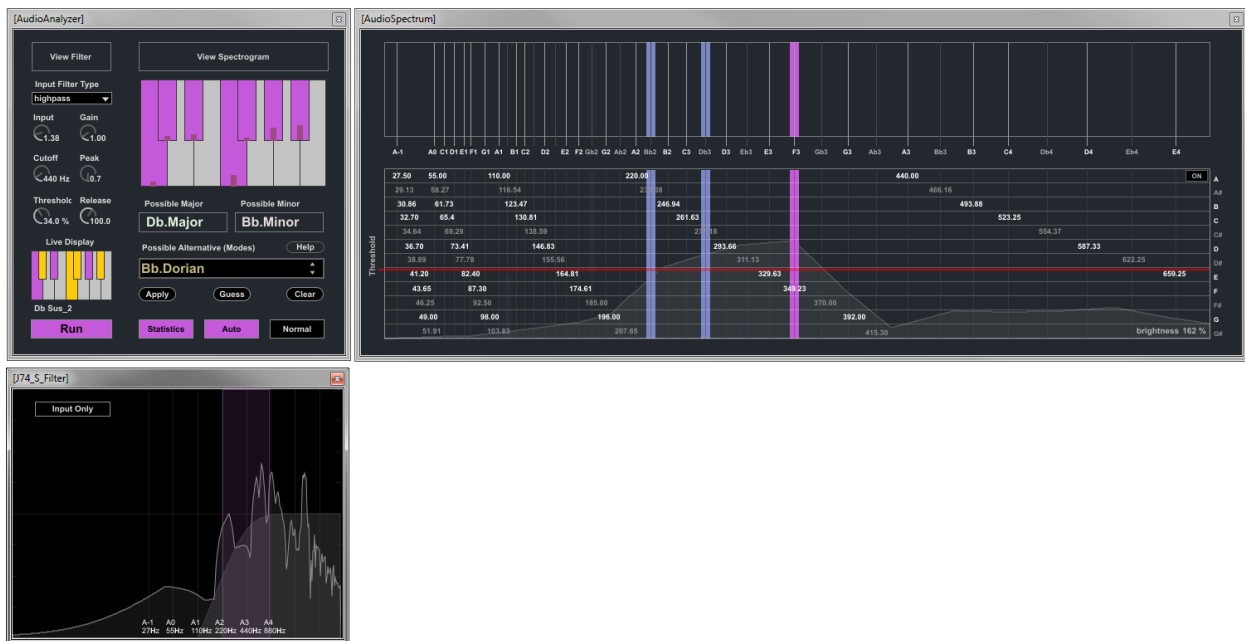 [AudioAnalyzer]
View Filter
View Spectrogram
Input Filter Type
highpass
Input Gain
1.38 1.00
Cutoff Peak
440 Hz 0.7
Threshold Release
34.0 % 100.0
Live Display
Db Sus_2
Run
Possible Major Possible Minor
Db.Major Bb.Minor
Possible Alternative (Modes) Help
Bb.Dorian
Apply Guess Clear
Statistics Auto Normal
[AudioSpectrum]
A-1 A0 C1 D1 E1 F1 G1 A1 B1 C2 D2 E2 F2 Gb2 G2 Ab2 A2 Bb2 B2 C3 Db3 D3 Eb3 E3 F3 Gb3 G3 Ab3 A3 Bb3 B3 C4 Db4 D4 Eb4 E4
Threshold
27.50 55.00 110.00 220.00 440.00 ON A
29.13 58.27 116.54 466.16 A#
30.86 61.73 123.47 246.94 493.88 B
32.70 65.4 130.81 261.63 523.25 C
34.64 69.29 138.59 554.37 C#
36.70 73.41 146.83 293.66 587.33 D
38.89 77.78 155.56 311.13 622.25 D#
41.20 82.40 164.81 329.63 659.25 E
43.65 87.30 174.61 349.23 F
46.25 92.50 185.00 370.00 F#
49.00 98.00 196.00 392.00 G
51.91 103.83 207.65 415.30 brightness 162 % G#
[J74_S_Filter]
Input Only
A-1 A0 A1 A2 A3 A4
27Hz 55Hz 110Hz 220Hz 440Hz 880Hz